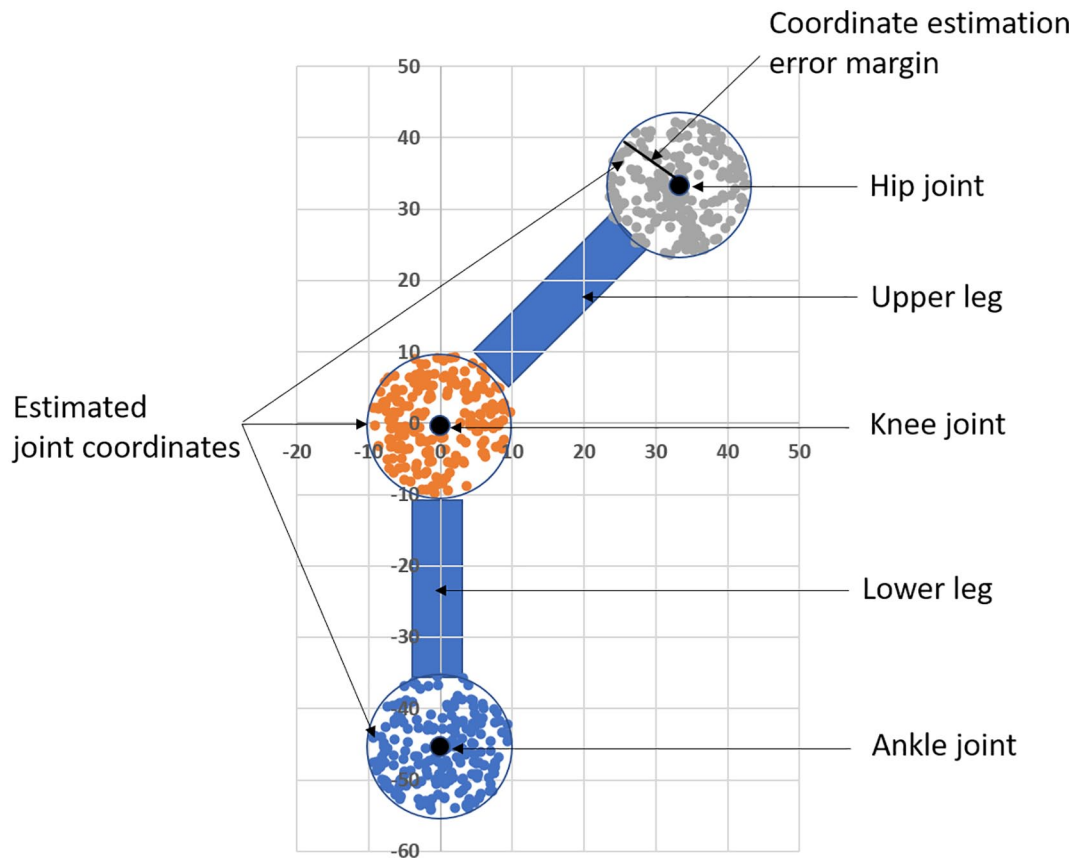 Coordinate estimation
error margin
50
40
Hip joint
30
20
Upper leg
10
Estimated
joint coordinates
0
Knee joint
-20
-10
0
10
20
30
40
50
-10
-20
Lower leg
-30
-40
Ankle joint
-50
-60